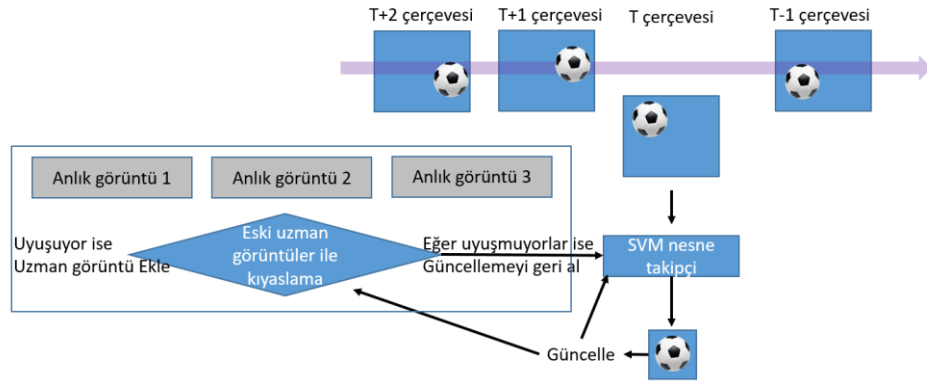 T+2 çerçevesi
T+1 çerçevesi
T çerçevesi
T-1 çerçevesi
Anlık görüntü 1
Anlık görüntü 2
Anlık görüntü 3
Uyuşuyor ise
Uzman görüntü Ekle
Eski uzman
görüntüler ile
kıyaslama
Eğer uyuşmuyorlar ise
Güncellemeyi geri al
SVM nesne
takipçi
Güncelle